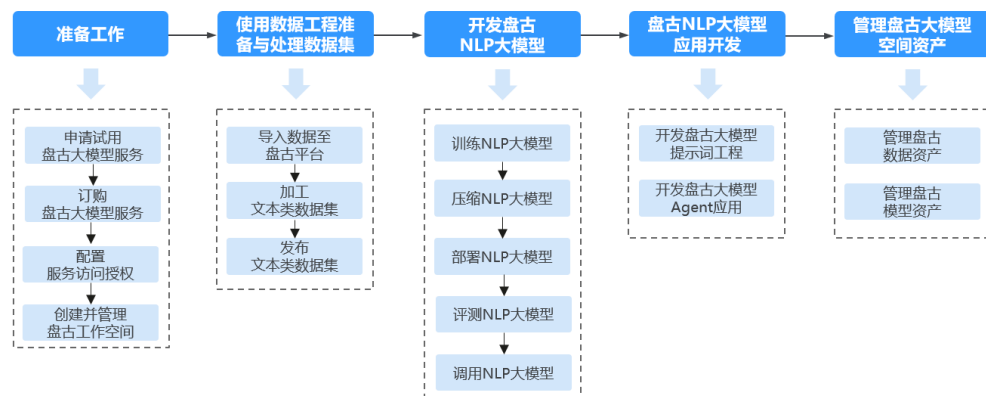 准备工作
使用数据工程准
备与处理数据集
开发盘古
NLP大模型
盘古NLP大模型
应用开发
管理盘古大模型
空间资产
申请试用
盘古大模型服务
订购
盘古大模型服务
配置
服务访问授权
创建并管理
盘古工作空间
导入数据至
盘古平台
加工
文本类数据集
发布
文本类数据集
训练NLP大模型
压缩NLP大模型
部署NLP大模型
评测NLP大模型
调用NLP大模型
开发盘古大模型
提示词工程
开发盘古大模型
Agent应用
管理盘古
数据资产
管理盘古
模型资产